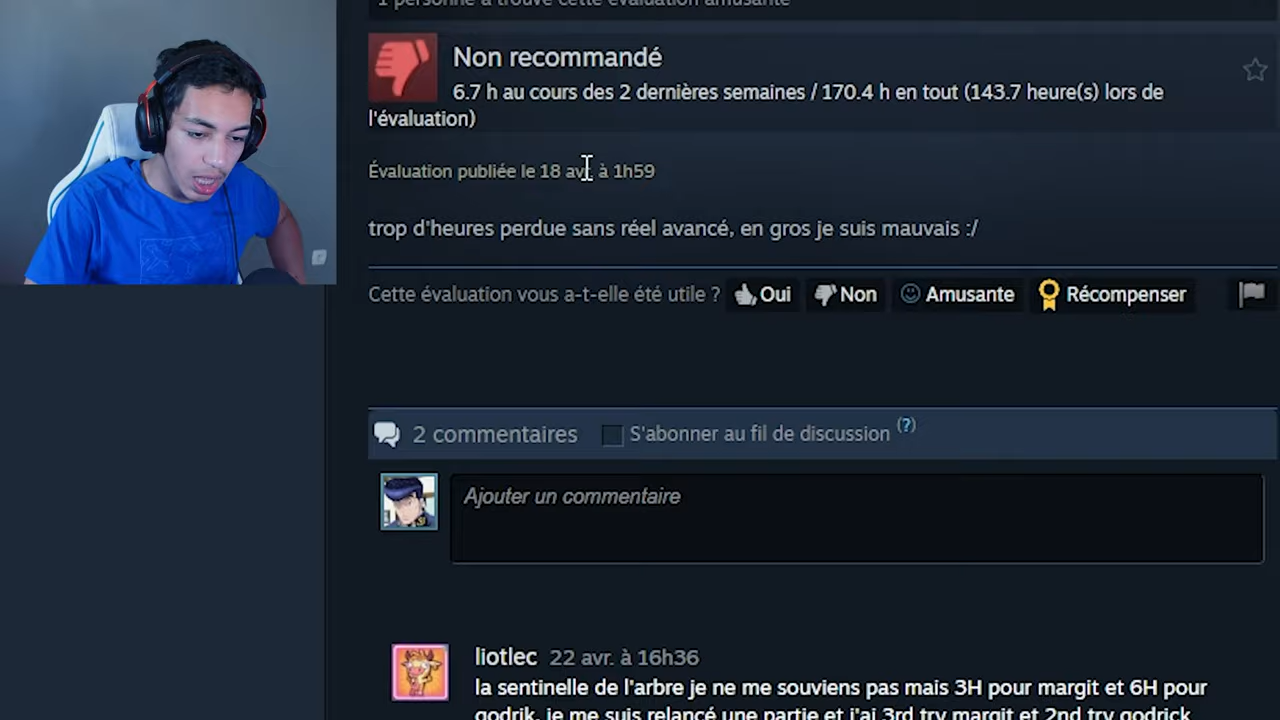 1 personne a trouvé cette évaluation amusante
Non recommandé
6.7 h au cours des 2 dernières semaines / 170.4 h en tout (143.7 heure(s) lors de
l'évaluation)
Évaluation publiée le 18 avr. à 1h59
trop d'heures perdue sans réel avancé, en gros je suis mauvais :/
Cette évaluation vous a-t-elle été utile ? Oui Non Amusante Récompenser
2 commentaires S'abonner au fil de discussion (?)
Ajouter un commentaire
liotlec 22 avr. à 16h36
la sentinelle de l'arbre je ne me souviens pas mais 3H pour margit et 6H pour
godrik, je me suis relancé une partie et j'ai 3rd try margit et 2nd try godrick